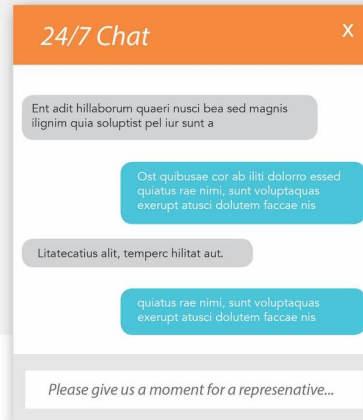 24/7 Chat
X
Ent adit hillaborum quaeri nusci bea sed magnis
ilignim quia soluptist pel iur sunt a
Ost quibusae cor ab iliti dolorro essed
quiatus rae nimi, sunt voluptaquas
exerupt atusci dolutem faccae nis
Litatecatius alit, temperc hilitat aut.
quiatus rae nimi, sunt voluptaquas
exerupt atusci dolutem faccae nis
Please give us a moment for a represenative...